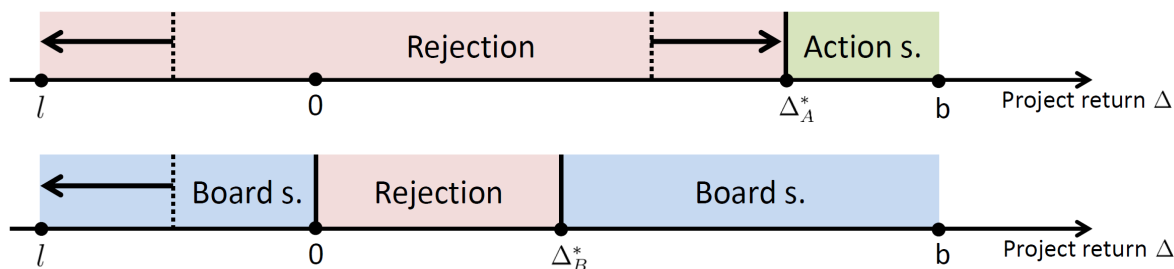 Rejection Action s.
l 0 Δ*_A b Project return Δ
Board s. Rejection Board s.
l 0 Δ*_B b Project return Δ